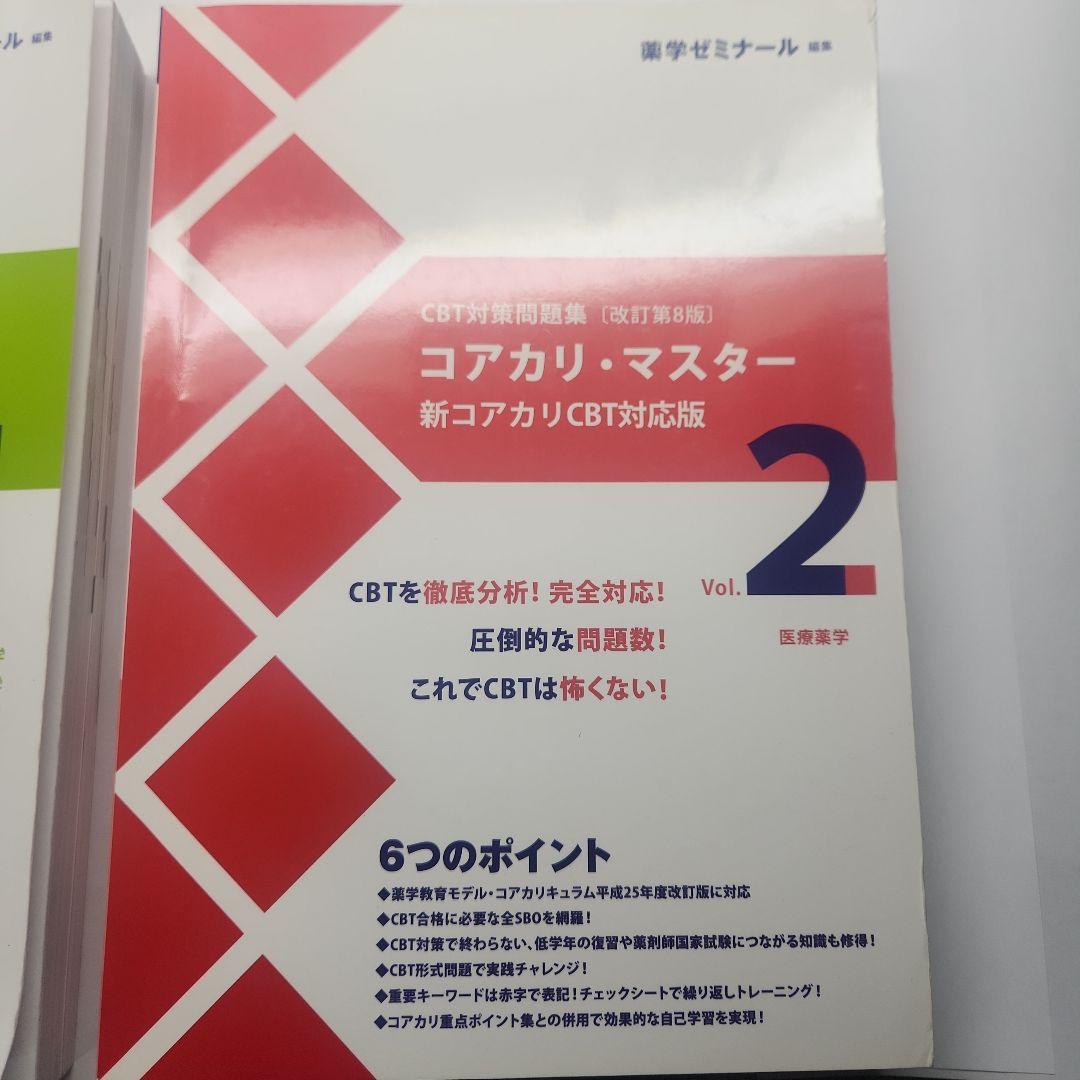 ール 編集
薬学ゼミナール 編集
CBT対策問題集〔改訂第8版〕
コアカリ・マスター
新コアカリCBT対応版
Vol.2
医療薬学
CBTを徹底分析!完全対応!
圧倒的な問題数!
これでCBTは怖くない!
6つのポイント
◆薬学教育モデル・コアカリキュラム平成25年度改訂版に対応
◆CBT合格に必要な全SBOを網羅!
◆CBT対策で終わらない、低学年の復習や薬剤師国家試験につながる知識も修得!
◆CBT形式問題で実践チャレンジ!
◆重要キーワードは赤字で表記!チェックシートで繰り返しトレーニング!
◆コアカリ重点ポイント集との併用で効果的な自己学習を実現!